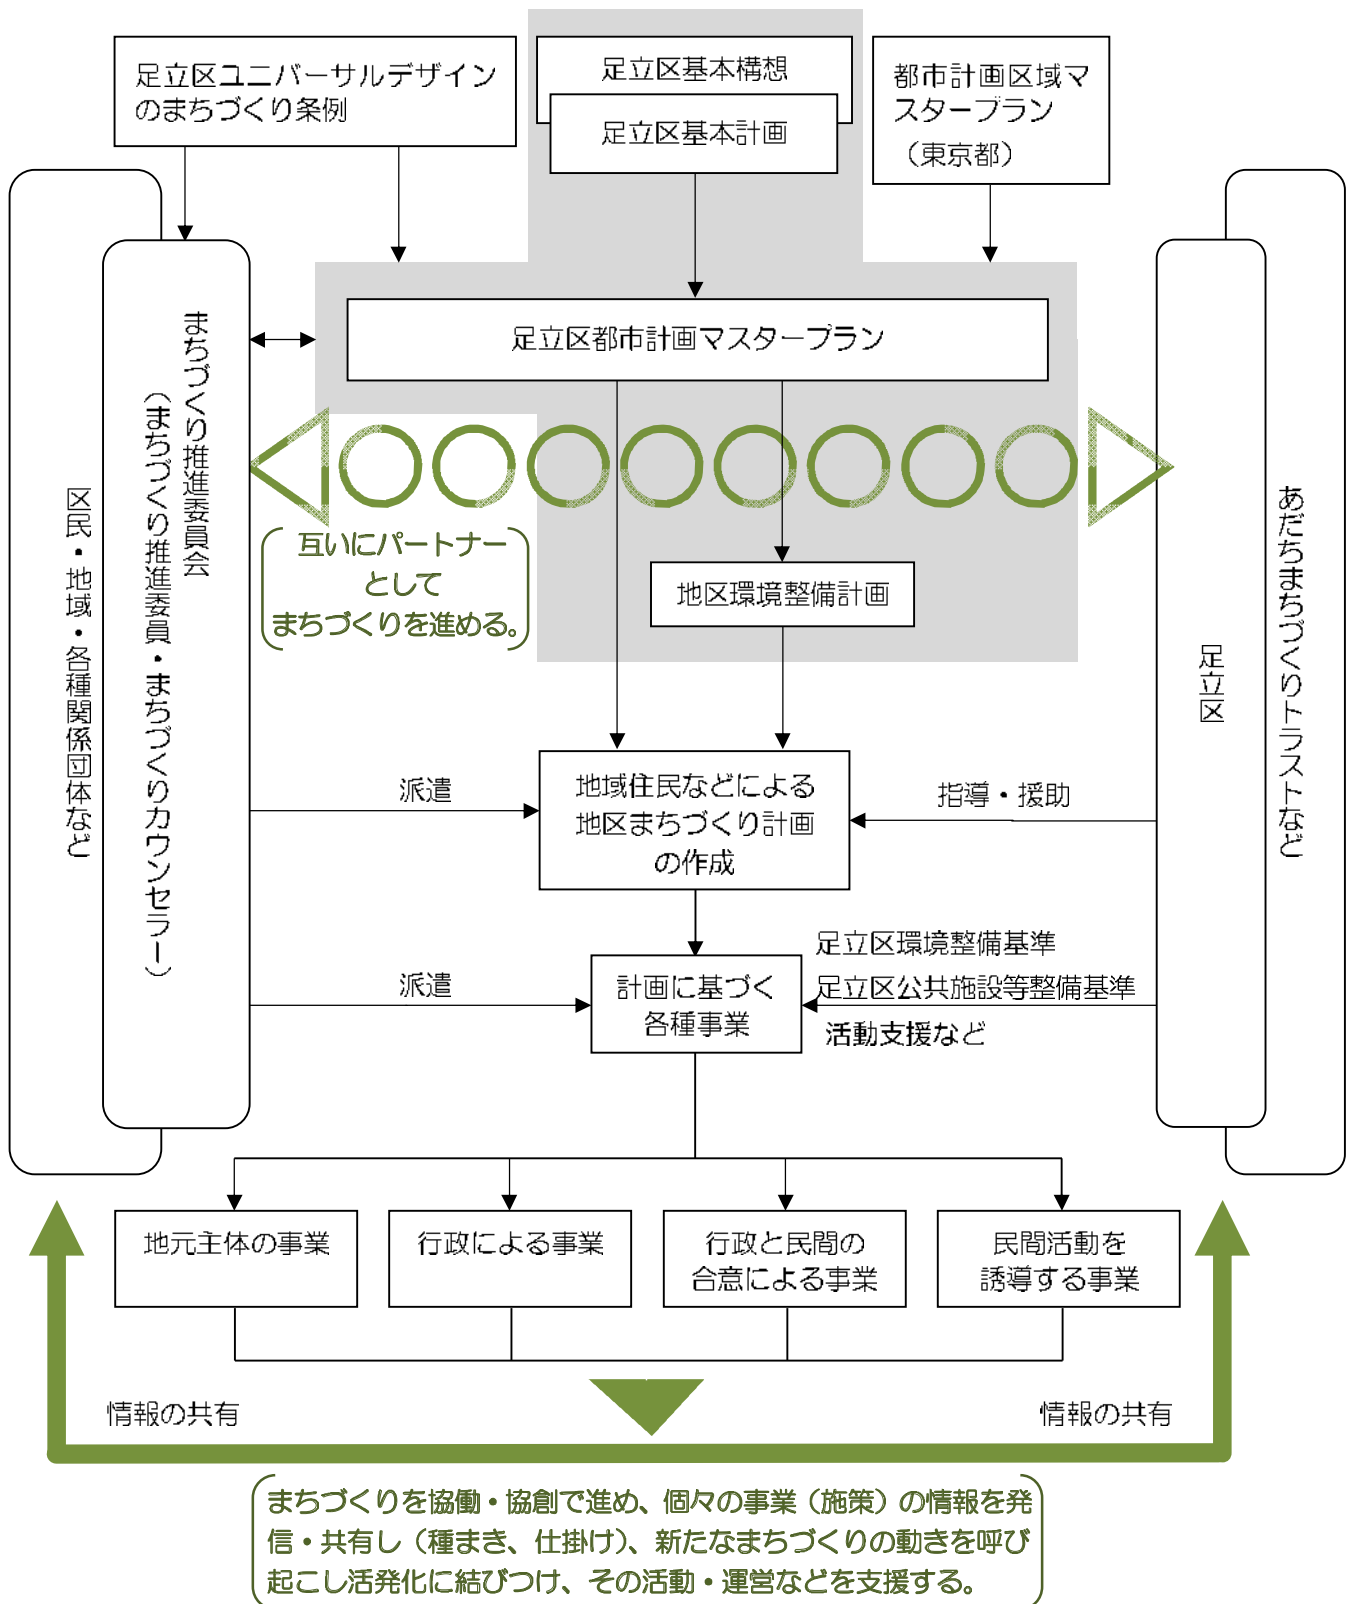 足立区ユニバーサルデザイン
のまちづくり条例
足立区基本構想
足立区基本計画
都市計画区域マ
スタープラン
（東京都）
足立区都市計画マスタープラン
まちづくり推進委員会
（まちづくり推進委員・まちづくりカウンセラー）
区民・地域・各種関係団体など
互いにパートナー
として
まちづくりを進める。
地区環境整備計画
足立区
あだちまちづくりトラストなど
派遣
地域住民などによる
地区まちづくり計画
の作成
指導・援助
派遣
計画に基づく
各種事業
足立区環境整備基準
足立区公共施設等整備基準
活動支援など
地元主体の事業
行政による事業
行政と民間の
合意による事業
民間活動を
誘導する事業
情報の共有
情報の共有
まちづくりを協働・協創で進め、個々の事業（施策）の情報を発
信・共有し（種まき、仕掛け）、新たなまちづくりの動きを呼び
起こし活発化に結びつけ、その活動・運営などを支援する。